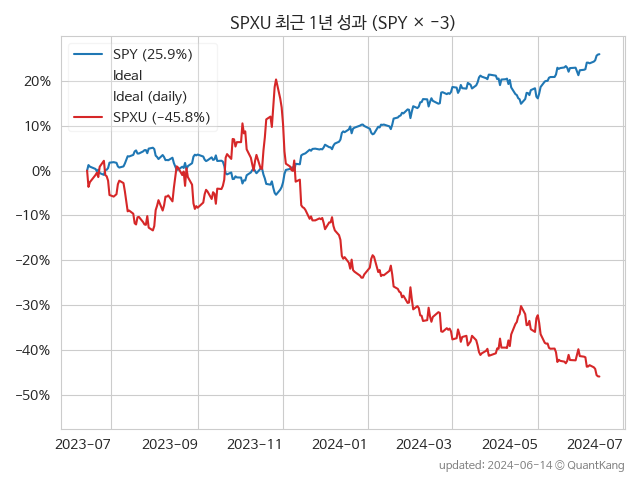 SPXU 최근 1년 성과 (SPY × −3)
SPY (25.9%)
Ideal
Ideal (daily)
SPXU (−45.8%)
20%
10%
0%
−10%
−20%
−30%
−40%
−50%
2023-07
2023-09
2023-11
2024-01
2024-03
2024-05
2024-07
updated: 2024-06-14 © QuantKang